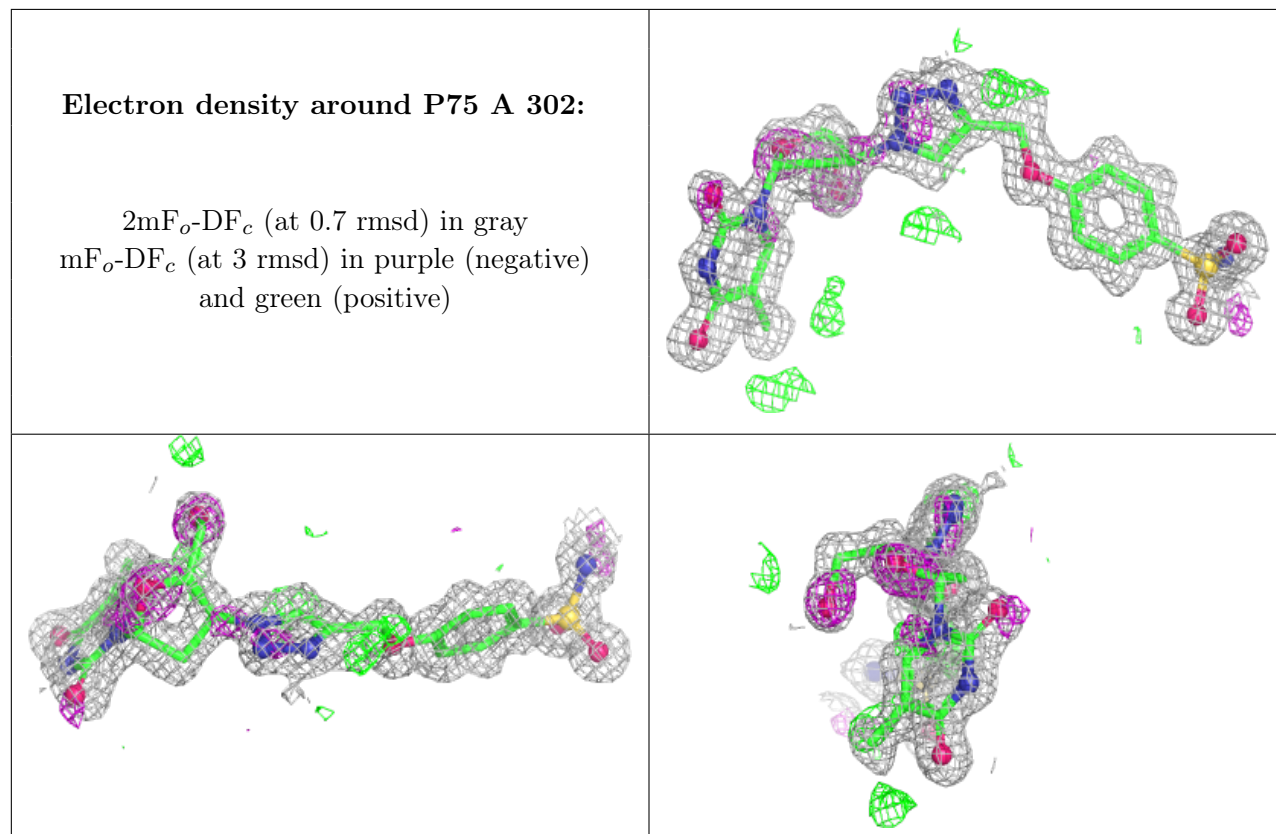 Electron density around P75 A 302:
2mFo-DFc (at 0.7 rmsd) in gray
mFo-DFc (at 3 rmsd) in purple (negative)
and green (positive)